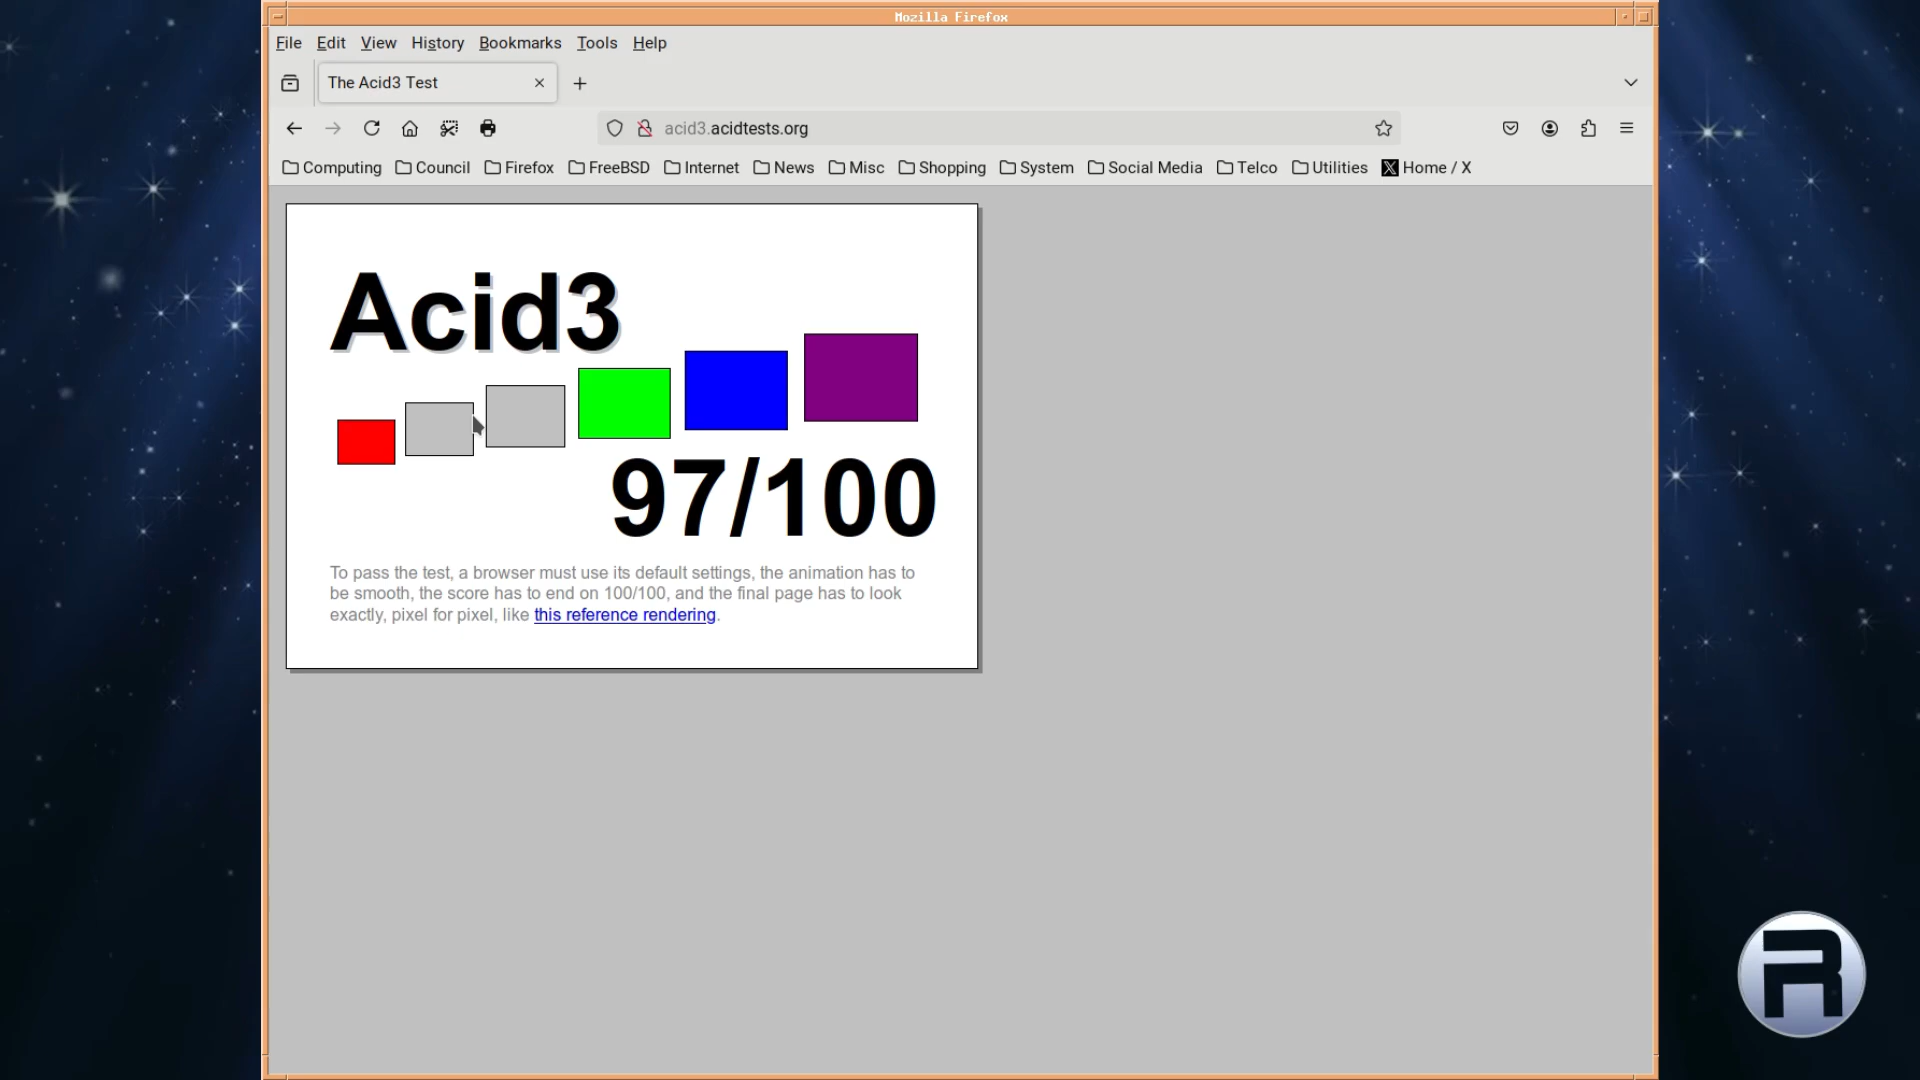 Mozilla Firefox
File Edit View History Bookmarks Tools Help
The Acid3 Test
acid3.acidtests.org
Computing Council Firefox FreeBSD Internet News Misc Shopping System Social Media Telco Utilities Home / X
Acid3
97/100
To pass the test, a browser must use its default settings, the animation has to
be smooth, the score has to end on 100/100, and the final page has to look
exactly, pixel for pixel, like this reference rendering.
R